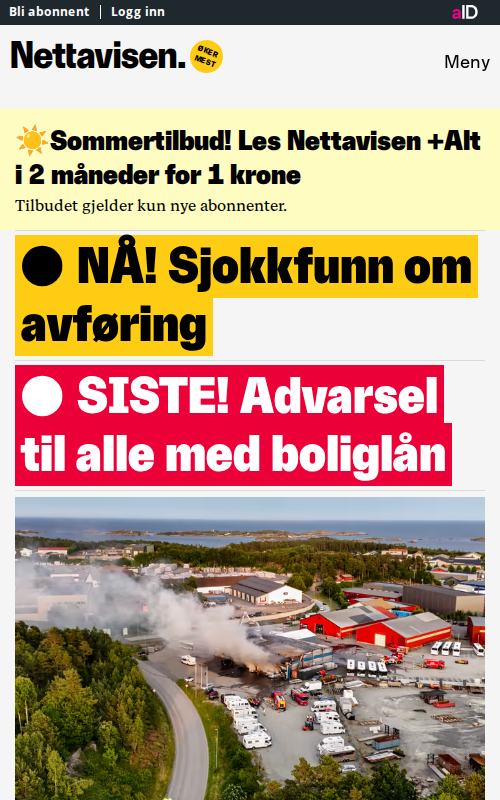 Bli abonnent | Logg inn
aID
Nettavisen.
ØKER
MEST
Meny
☀️Sommertilbud! Les Nettavisen +Alt
i 2 måneder for 1 krone
Tilbudet gjelder kun nye abonnenter.
● NÅ! Sjokkfunn om
avføring
● SISTE! Advarsel
til alle med boliglån